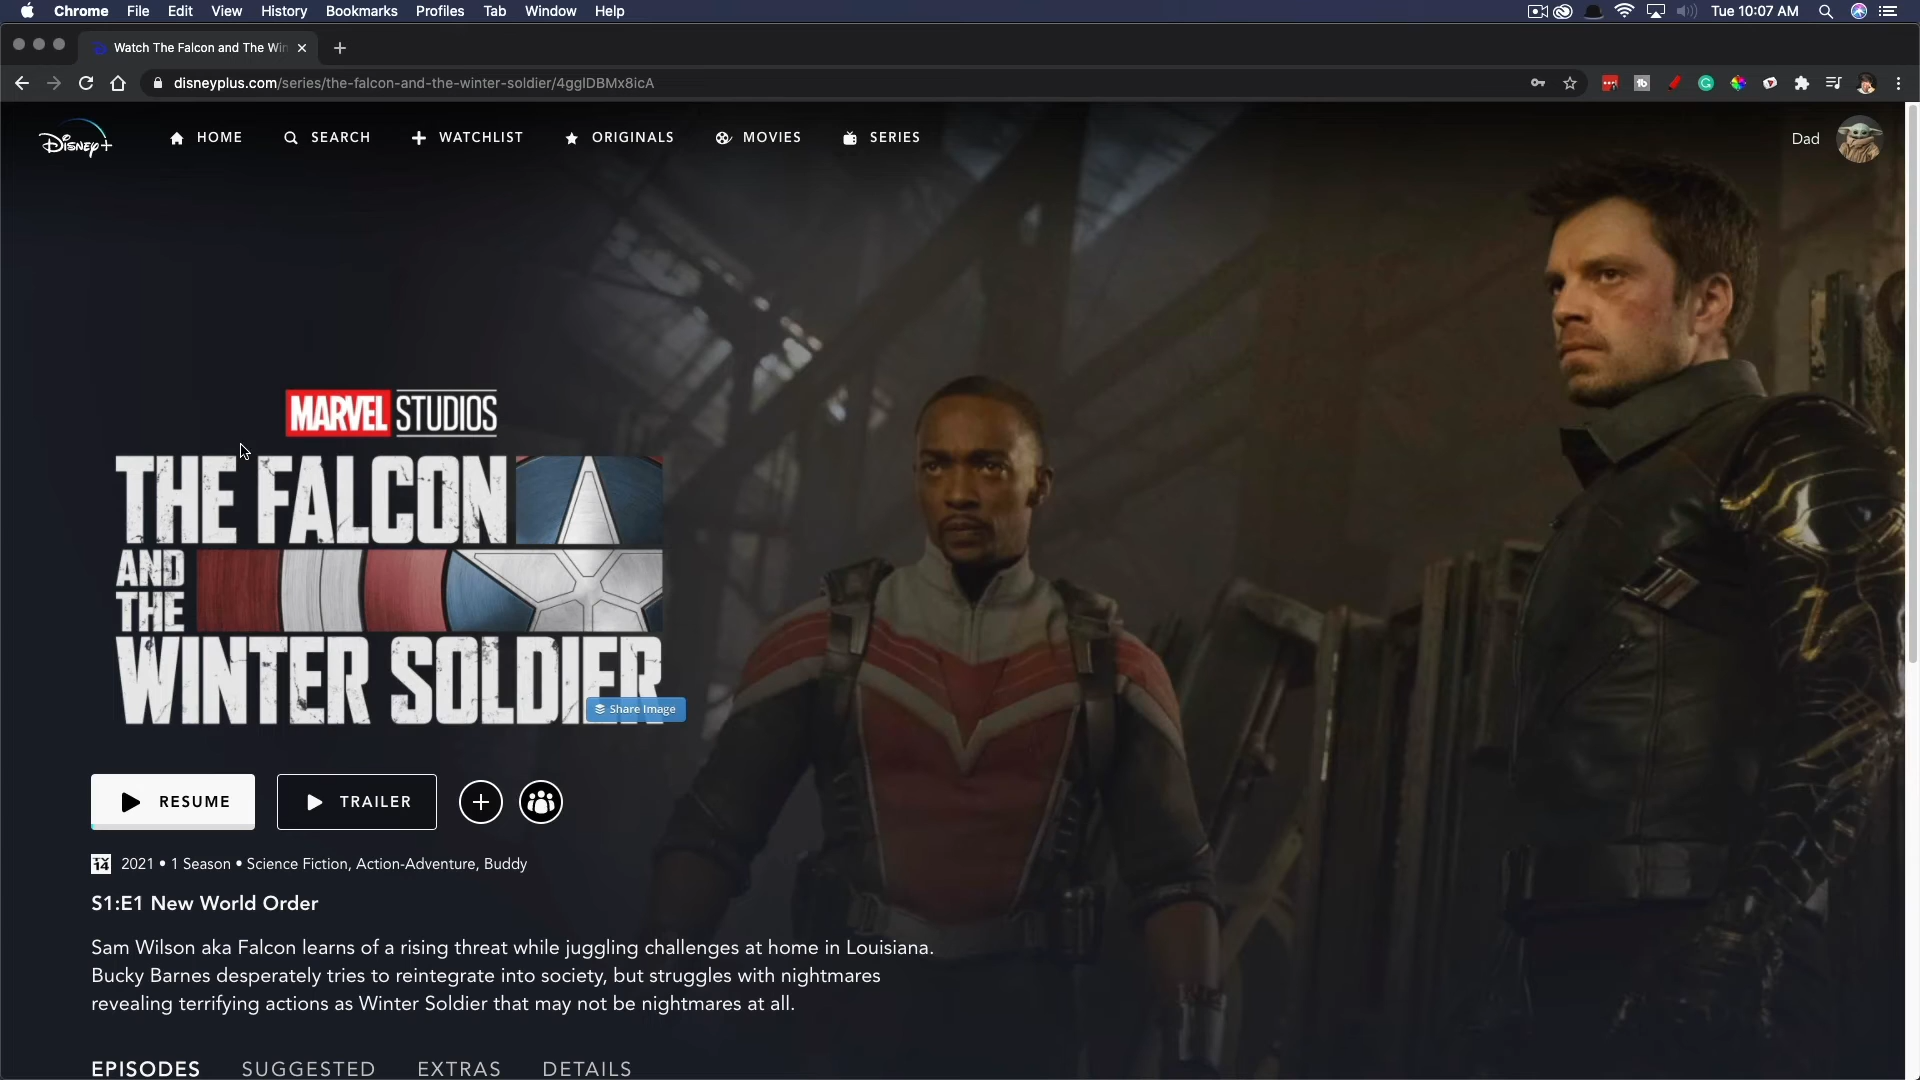 Chrome File Edit View History Bookmarks Profiles Tab Window Help Tue 10:07 AM
Watch The Falcon and The Win
disneyplus.com/series/the-falcon-and-the-winter-soldier/4gglDBMx8icA
Disney+ HOME SEARCH WATCHLIST ORIGINALS MOVIES SERIES Dad
MARVEL STUDIOS
THE FALCON
AND
THE
WINTER SOLDIER
Share Image
RESUME TRAILER
TV 14 2021 • 1 Season • Science Fiction, Action-Adventure, Buddy
S1:E1 New World Order
Sam Wilson aka Falcon learns of a rising threat while juggling challenges at home in Louisiana.
Bucky Barnes desperately tries to reintegrate into society, but struggles with nightmares
revealing terrifying actions as Winter Soldier that may not be nightmares at all.
EPISODES SUGGESTED EXTRAS DETAILS